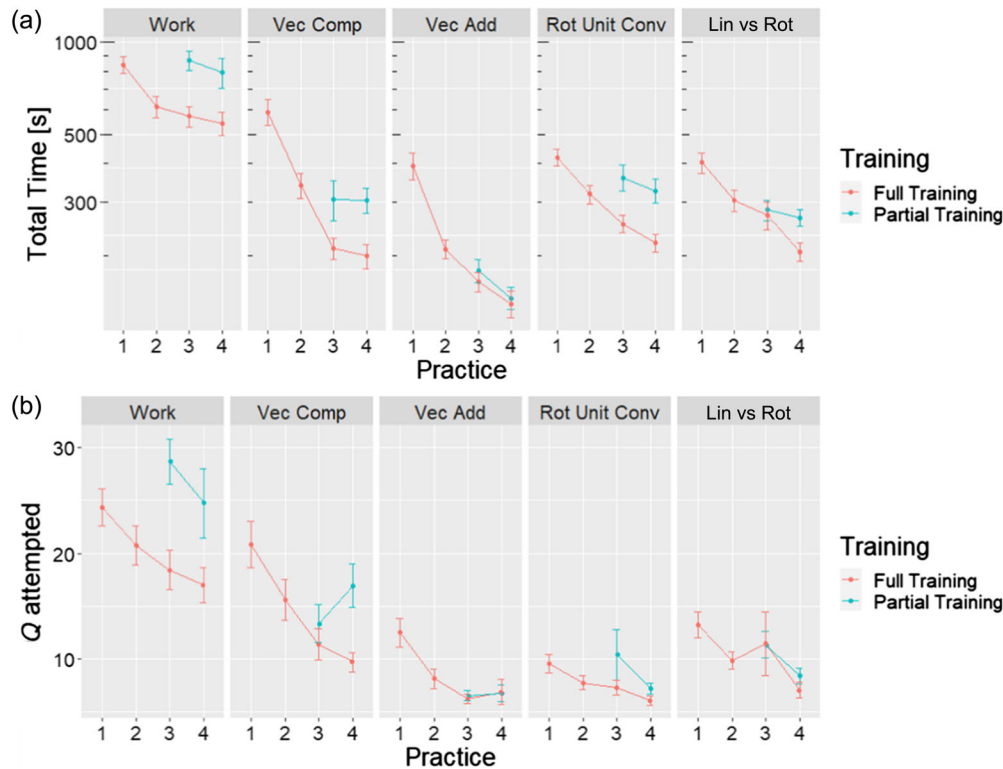 (a)
Work Vec Comp Vec Add Rot Unit Conv Lin vs Rot
1000
500
300
Total Time [s]
1 2 3 4 1 2 3 4 1 2 3 4 1 2 3 4 1 2 3 4
Practice
Training
Full Training
Partial Training
(b)
Work Vec Comp Vec Add Rot Unit Conv Lin vs Rot
30
20
10
Q attempted
1 2 3 4 1 2 3 4 1 2 3 4 1 2 3 4 1 2 3 4
Practice
Training
Full Training
Partial Training